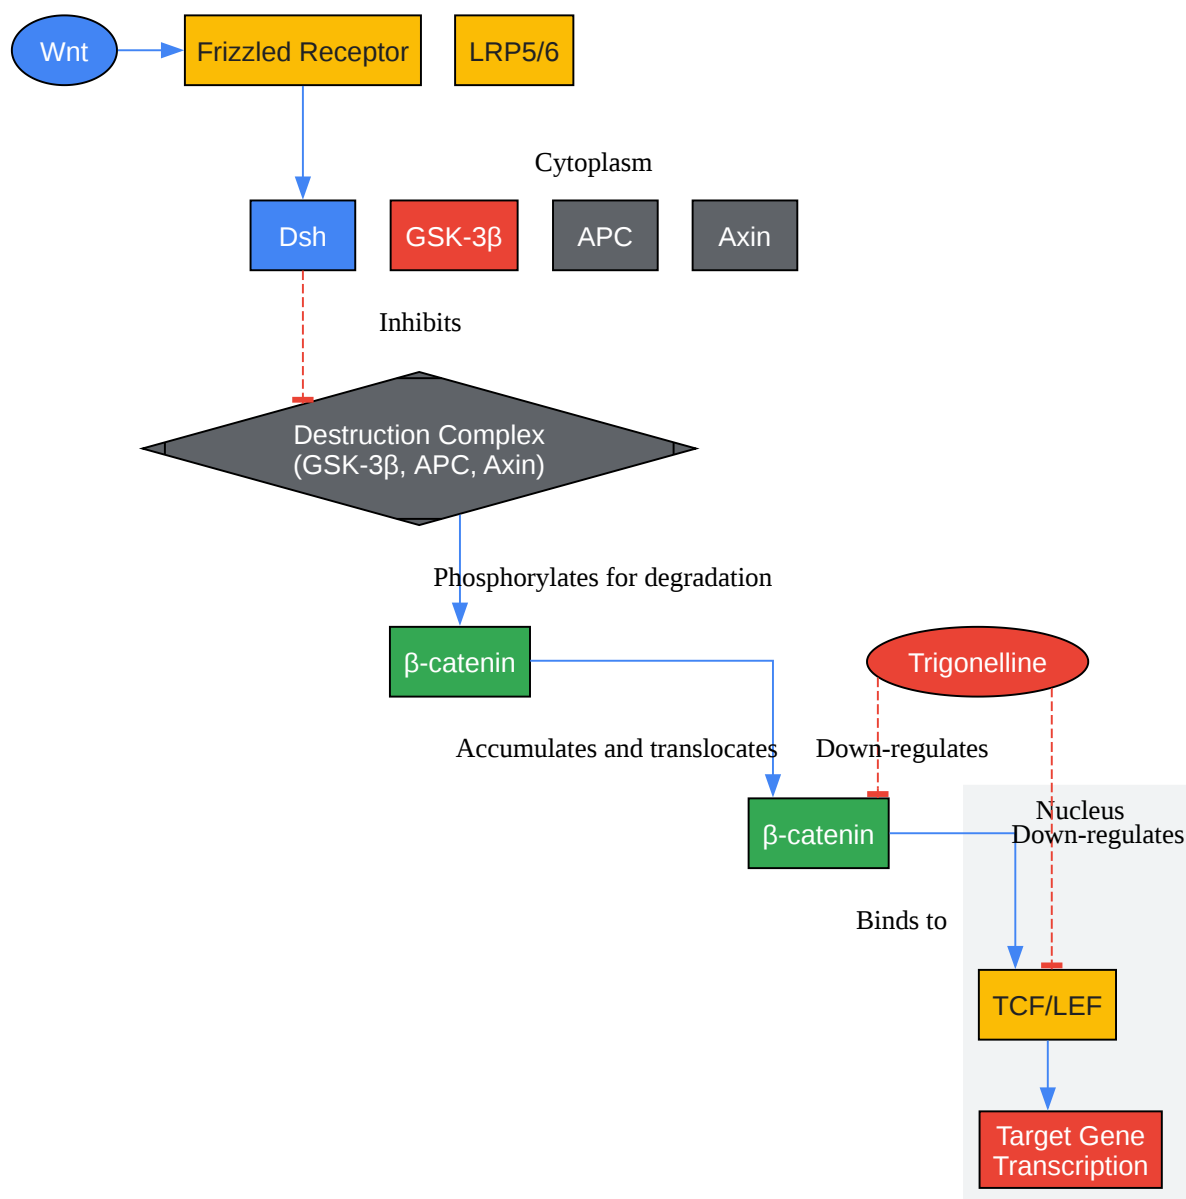 Wnt
Frizzled Receptor
LRP5/6
Cytoplasm
Dsh
GSK-3β
APC
Axin
Inhibits
Destruction Complex
(GSK-3β, APC, Axin)
Phosphorylates for degradation
β-catenin
Trigonelline
Accumulates and translocates
Down-regulates
Nucleus
Down-regulates
β-catenin
Binds to
TCF/LEF
Target Gene
Transcription